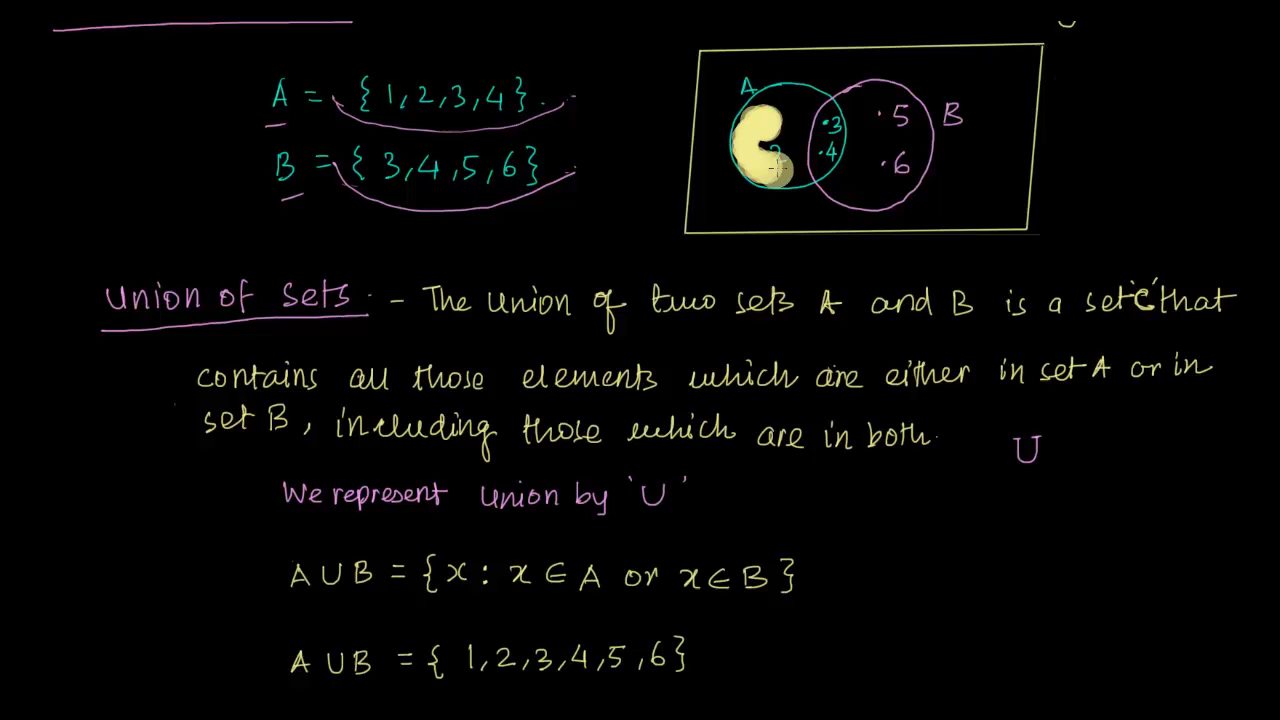 A = {1,2,3,4}.
B = {3,4,5,6}
A
.3
.4
.5
.6
B
Union of sets. - The union of two sets A and B is a set 'C' that
contains all those elements which are either in set A or in
set B, including those which are in both.
U
We represent union by 'U'
A U B = {x : x ∈ A or x ∈ B}
A U B = { 1,2,3,4,5,6}